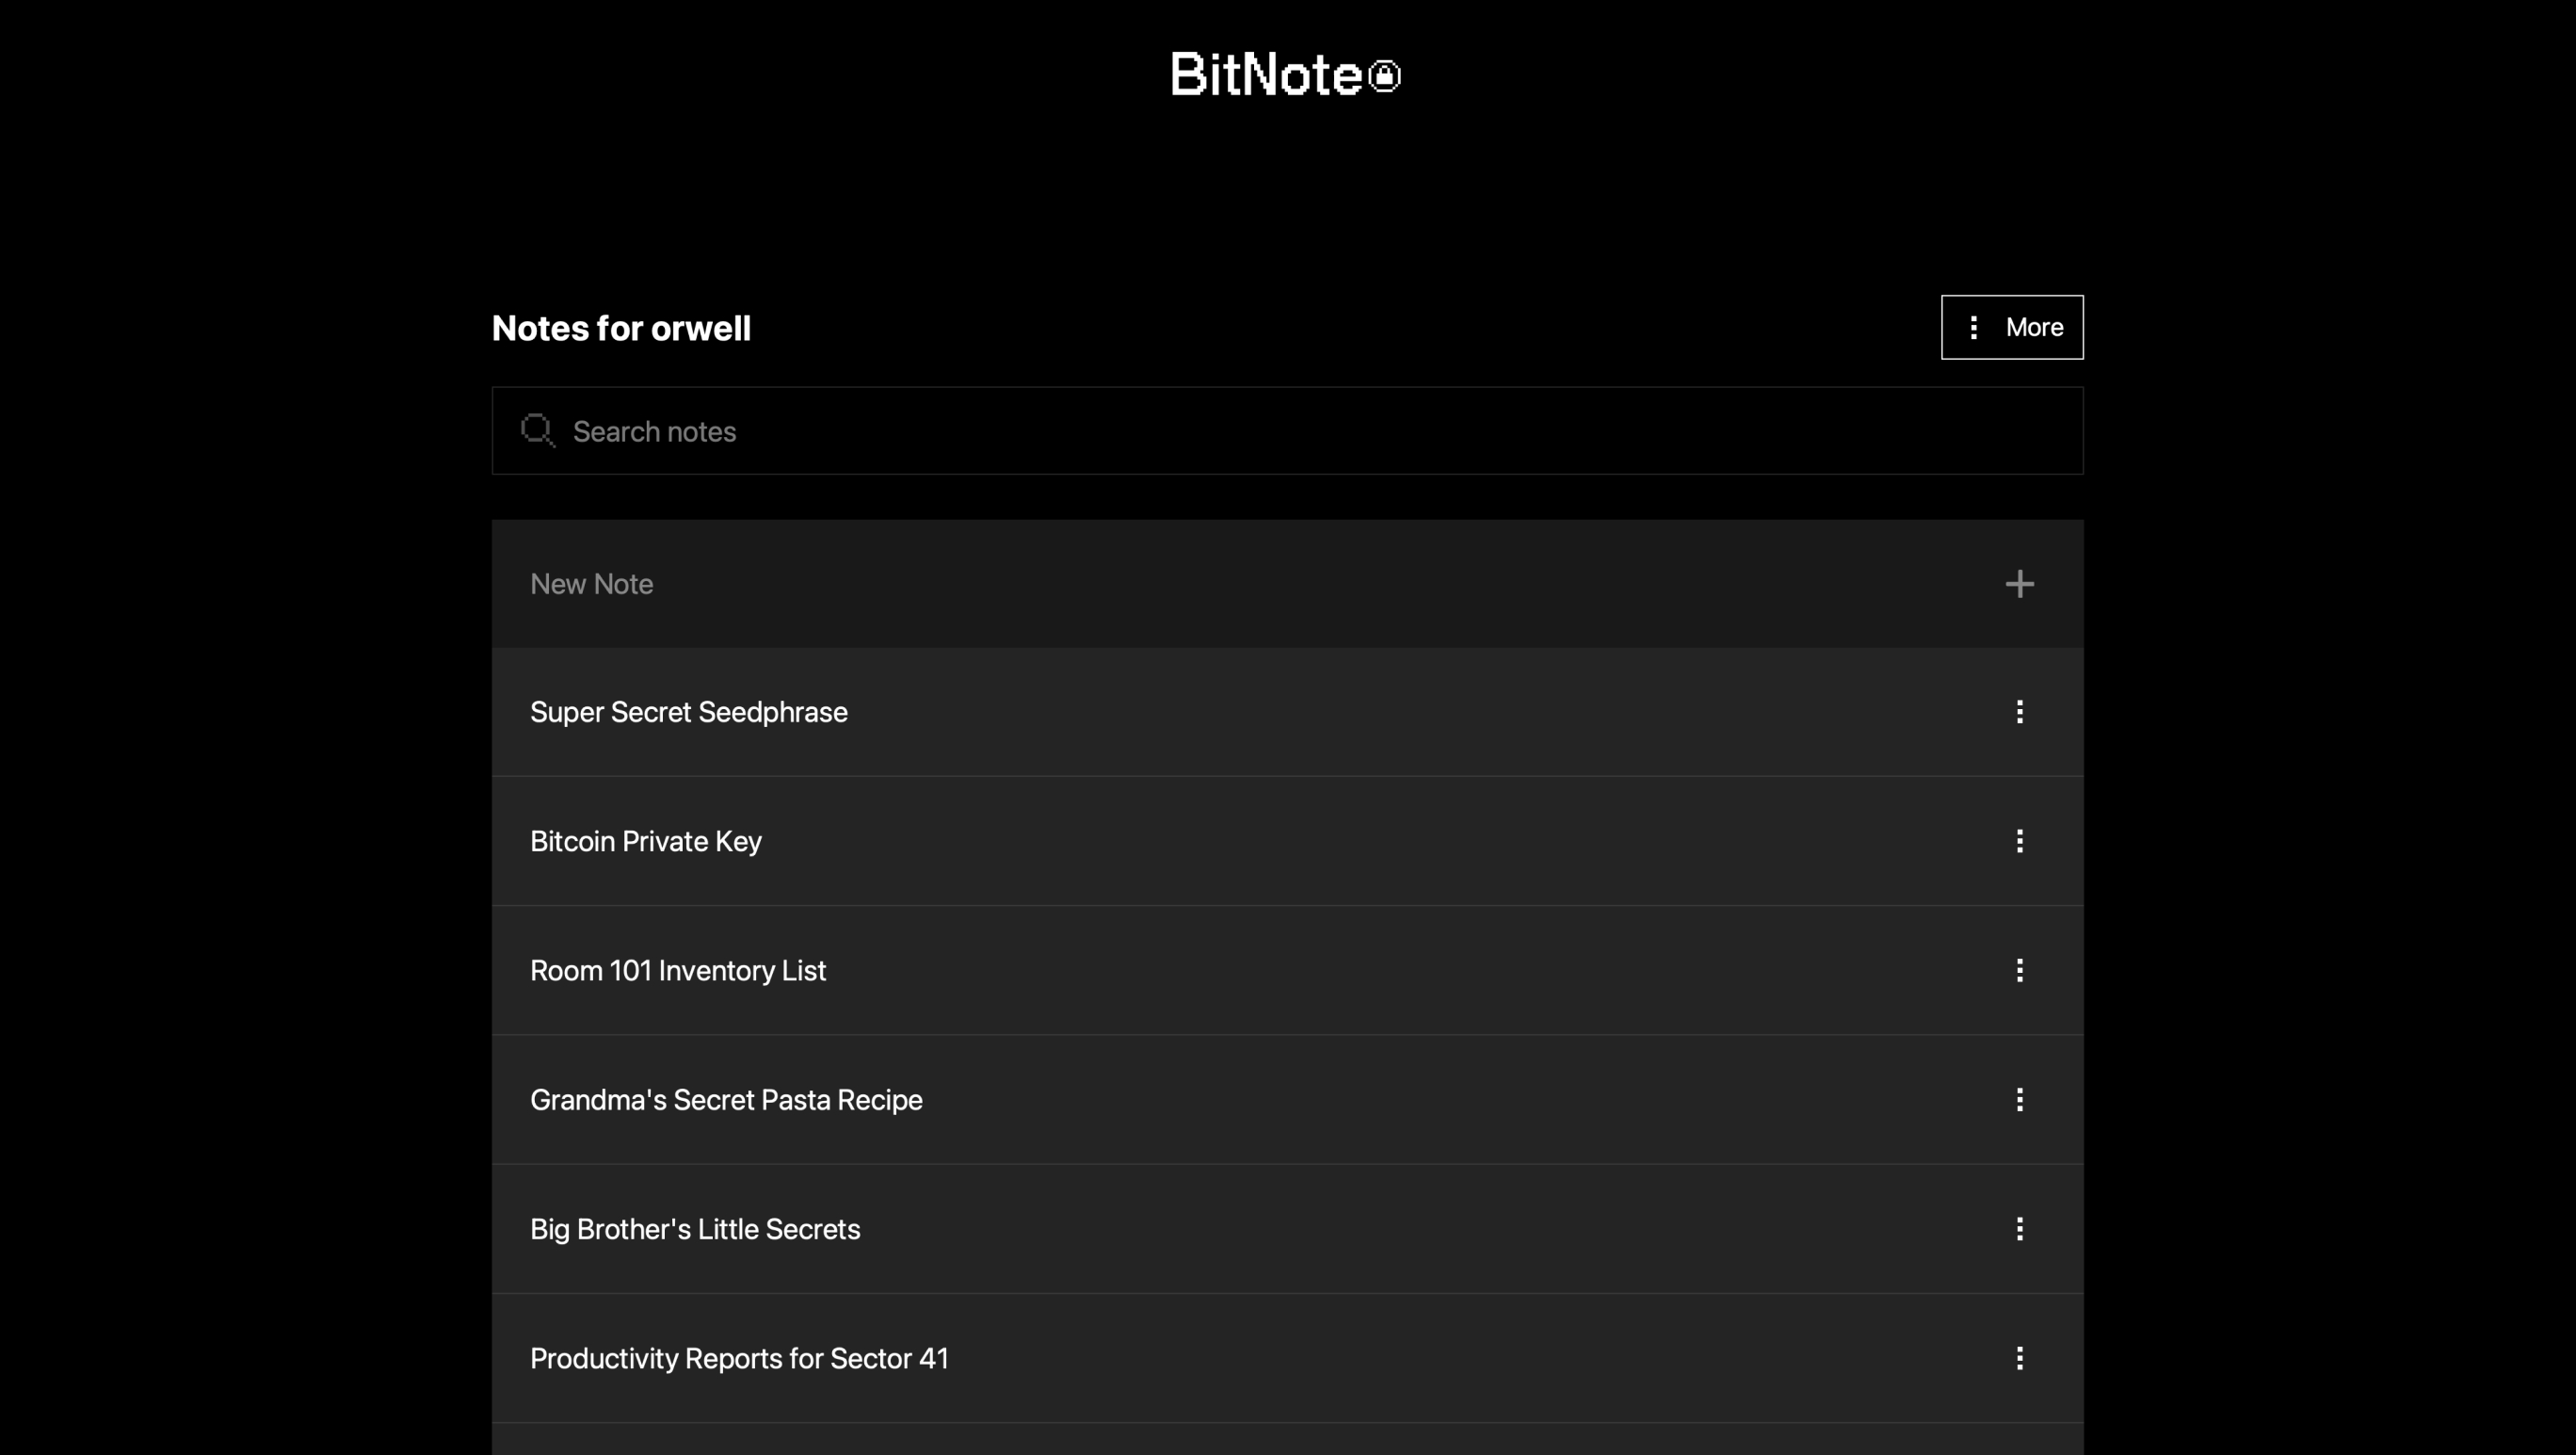 BitNote
Notes for orwell
More
Search notes
New Note
Super Secret Seedphrase
Bitcoin Private Key
Room 101 Inventory List
Grandma's Secret Pasta Recipe
Big Brother's Little Secrets
Productivity Reports for Sector 41